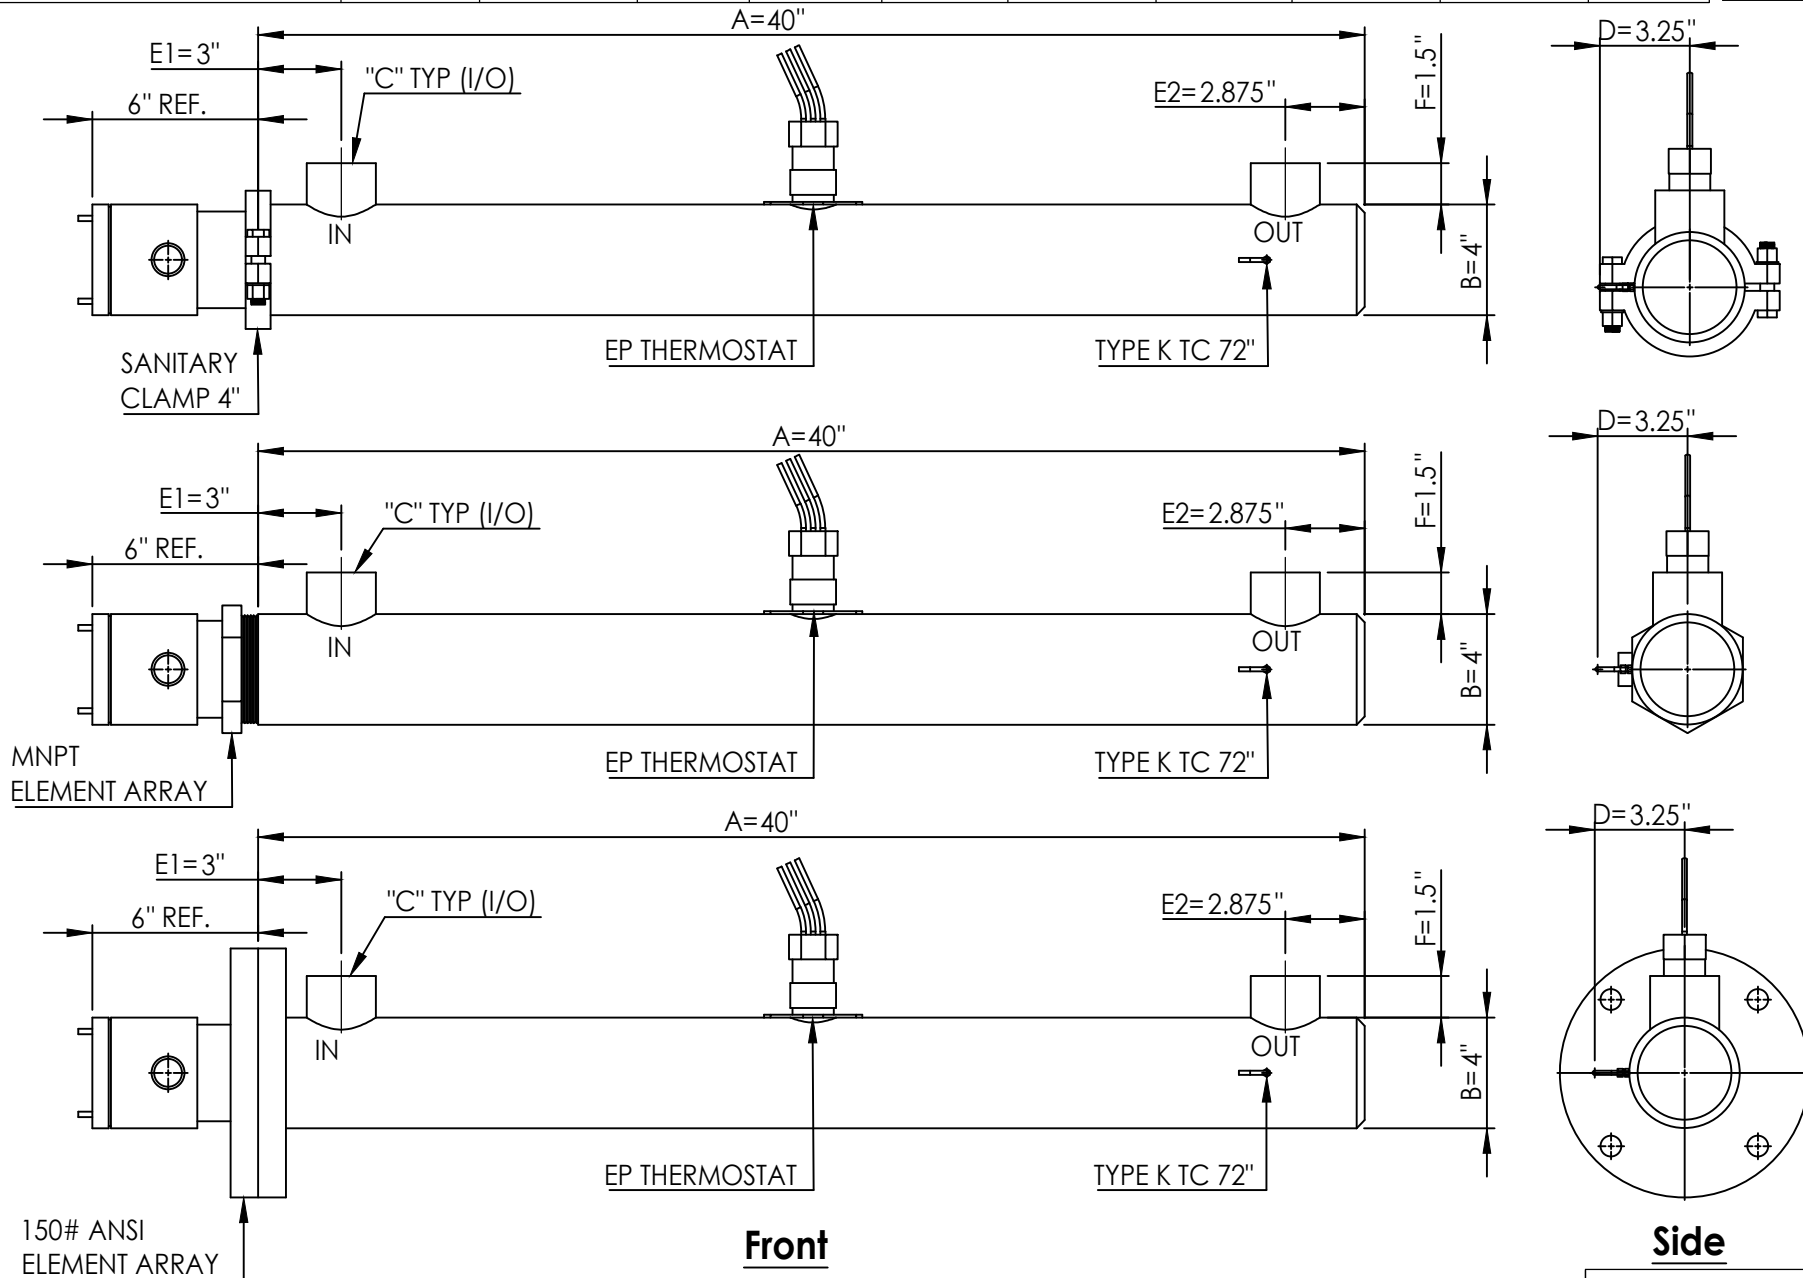 A=40"
D=3.25"
E1=3"
"C" TYP (I/O)
E2=2.875"
F=1.5"
6" REF.
IN
OUT
B=4"
EP THERMOSTAT
TYPE K TC 72"
SANITARY
CLAMP 4"
A=40"
D=3.25"
E1=3"
"C" TYP (I/O)
E2=2.875"
F=1.5"
6" REF.
IN
OUT
B=4"
MNPT
ELEMENT ARRAY
EP THERMOSTAT
TYPE K TC 72"
A=40"
D=3.25"
E1=3"
"C" TYP (I/O)
E2=2.875"
F=1.5"
6" REF.
IN
OUT
B=4"
EP THERMOSTAT
TYPE K TC 72"
150# ANSI
ELEMENT ARRAY
Front
Side